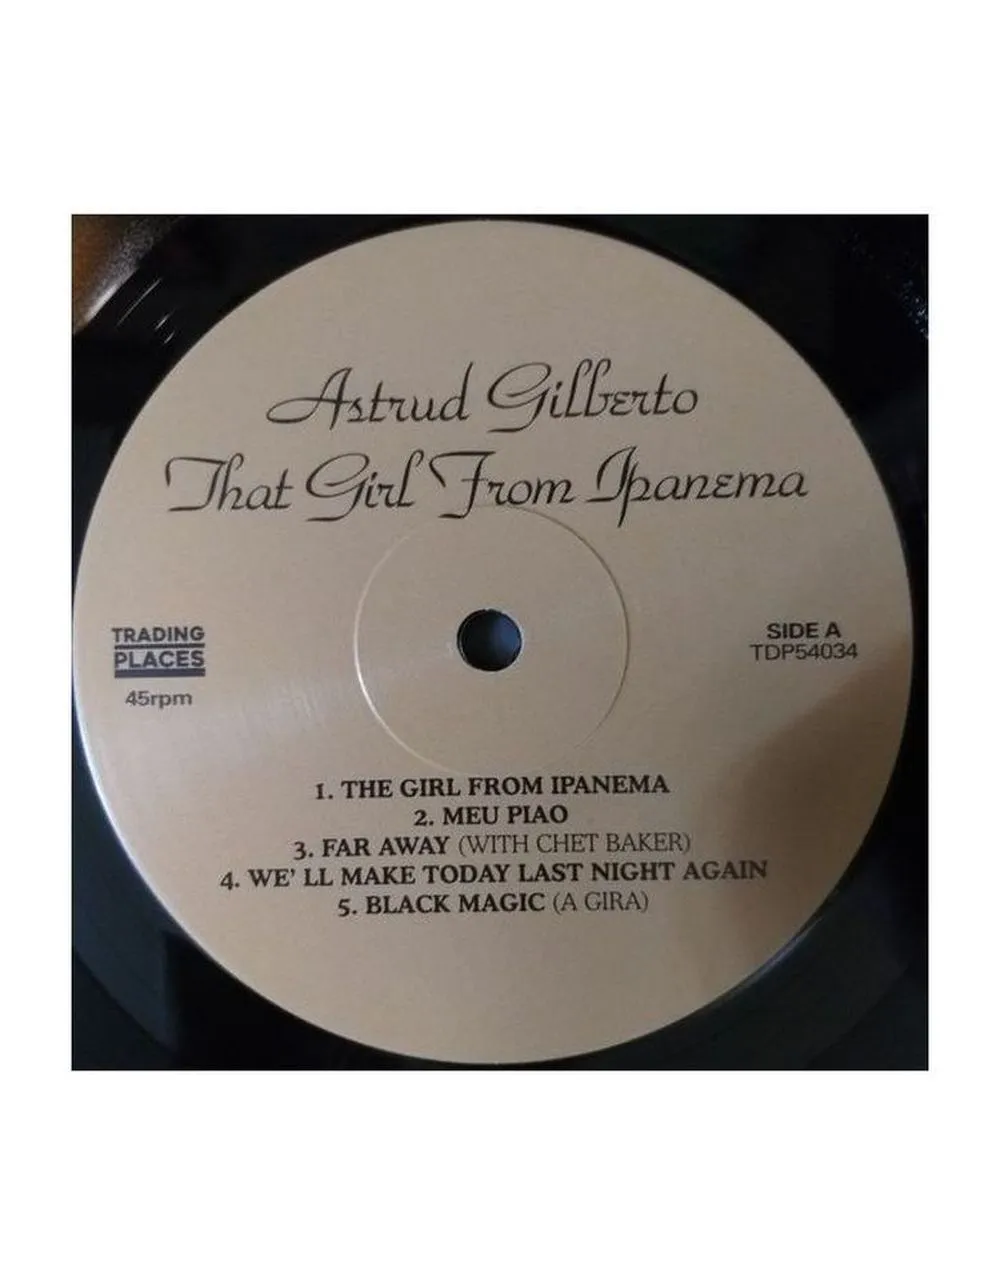 Astrud Gilberto
That Girl From Ipanema
TRADING
PLACES
45rpm
SIDE A
TDP54034
1. THE GIRL FROM IPANEMA
2. MEU PIAO
3. FAR AWAY (WITH CHET BAKER)
4. WE' LL MAKE TODAY LAST NIGHT AGAIN
5. BLACK MAGIC (A GIRA)